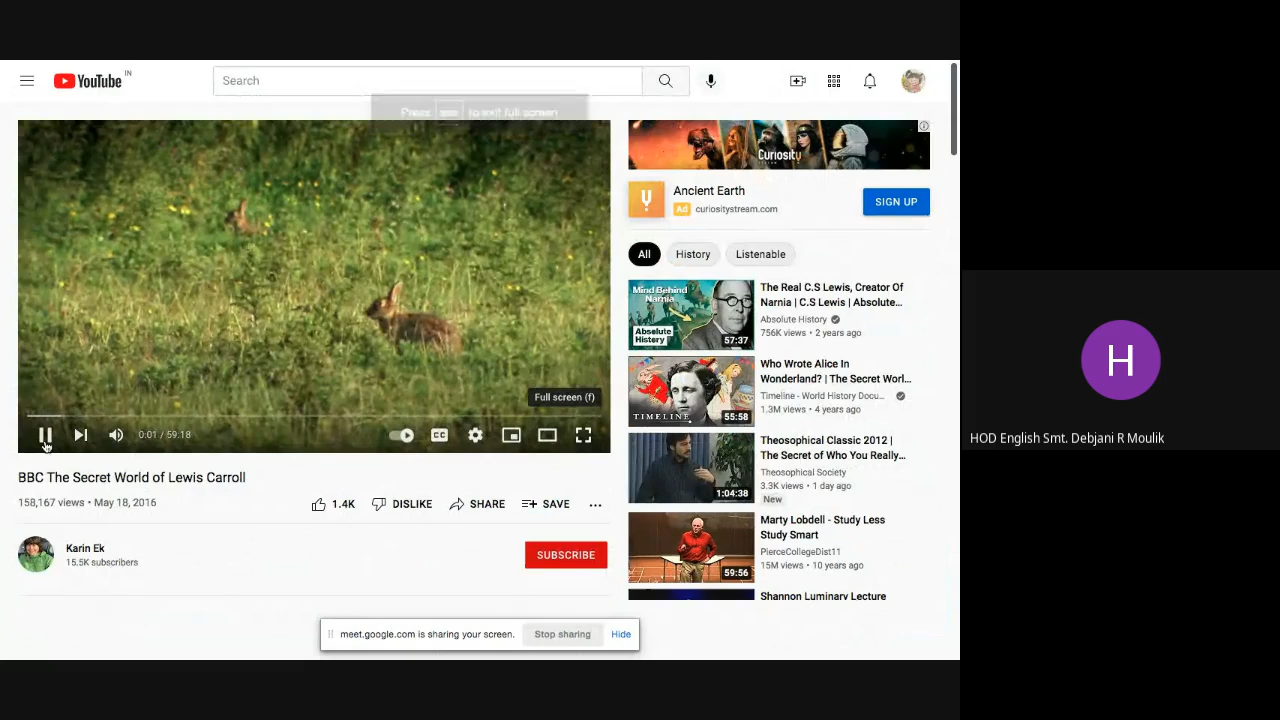 YouTube IN
Search
Press esc to exit full screen
Full screen (f)
0:01 / 59:18
CC
BBC The Secret World of Lewis Carroll
158,167 views • May 18, 2016
1.4K DISLIKE SHARE SAVE ...
Karin Ek
15.5K subscribers
SUBSCRIBE
Curiosity
Ancient Earth
Ad curiositystream.com
SIGN UP
All History Listenable
Mind Behind
Narnia
Absolute
History
57:37
The Real C.S Lewis, Creator Of
Narnia | C.S Lewis | Absolute...
Absolute History
756K views • 2 years ago
TIMELINE
55:58
Who Wrote Alice In
Wonderland? | The Secret Worl...
Timeline - World History Docu...
1.3M views • 4 years ago
1:04:38
Theosophical Classic 2012 |
The Secret of Who You Really...
Theosophical Society
3.3K views • 1 day ago
New
59:56
Marty Lobdell - Study Less
Study Smart
PierceCollegeDist11
15M views • 10 years ago
Shannon Luminary Lecture
meet.google.com is sharing your screen. Stop sharing Hide
H
HOD English Smt. Debjani R Moulik